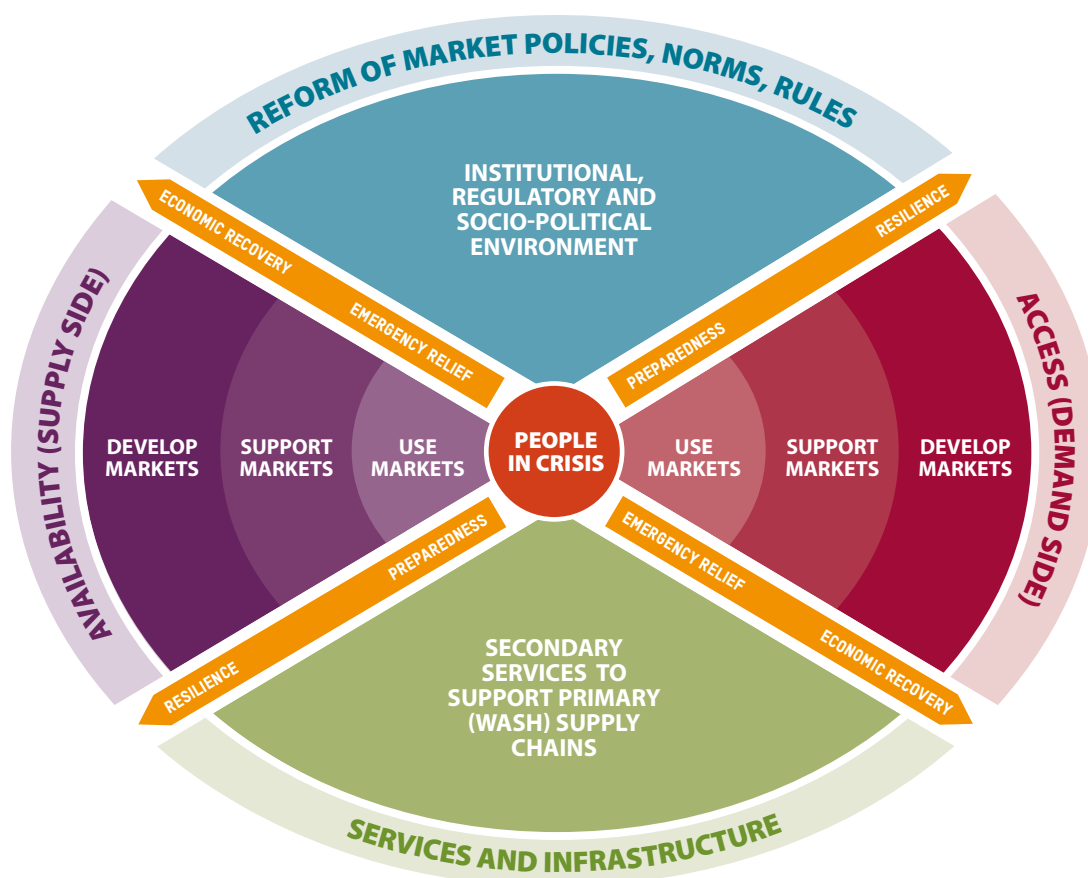 REFORM OF MARKET POLICIES, NORMS, RULES
INSTITUTIONAL,
REGULATORY AND
SOCIO-POLITICAL
ENVIRONMENT
ECONOMIC RECOVERY
EMERGENCY RELIEF
RESILIENCE
PREPAREDNESS
AVAILABILITY (SUPPLY SIDE)
DEVELOP
MARKETS
SUPPORT
MARKETS
USE
MARKETS
PEOPLE
IN CRISIS
USE
MARKETS
SUPPORT
MARKETS
DEVELOP
MARKETS
ACCESS (DEMAND SIDE)
PREPAREDNESS
RESILIENCE
EMERGENCY RELIEF
ECONOMIC RECOVERY
SECONDARY
SERVICES TO
SUPPORT PRIMARY
(WASH) SUPPLY
CHAINS
SERVICES AND INFRASTRUCTURE